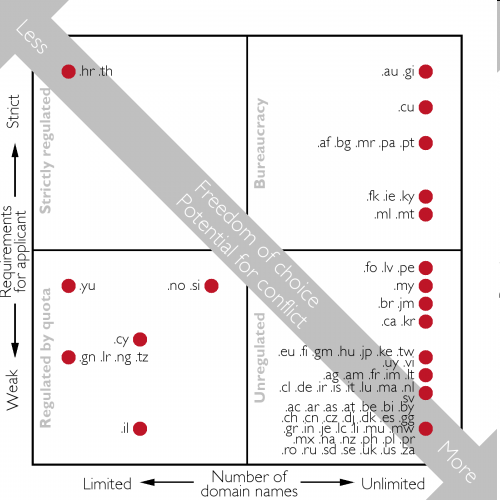 Less
.hr .th
.au .gi
.cu
.af .bg .mr .pa .pt
.fk .ie .ky
.ml .mt
Strictly regulated
Bureaucracy
Strict
Requirements
for applicant
Weak
Freedom of choice
Potential for conflict
.yu
.no .si
.cy
.gn .lr .ng .tz
.il
Regulated by quota
Unregulated
.fo .lv .pe
.my
.br .jm
.ca .kr
.eu .fi .gm .hu .jp .ke .tw
.uy .vi
.ag .am .fr .im .lt
.cl .de .ir .is .it .lu .ma .nl
.sv
.ac .ar .as .at .be .bi .by
.ch .cn .cz .dj .dk .es .gg
.gr .in .je .lc .li .mu .mw
.mx .na .nz .ph .pl .pr
.ro .ru .sd .se .uk .us .za
More
Limited
Number of
domain names
Unlimited